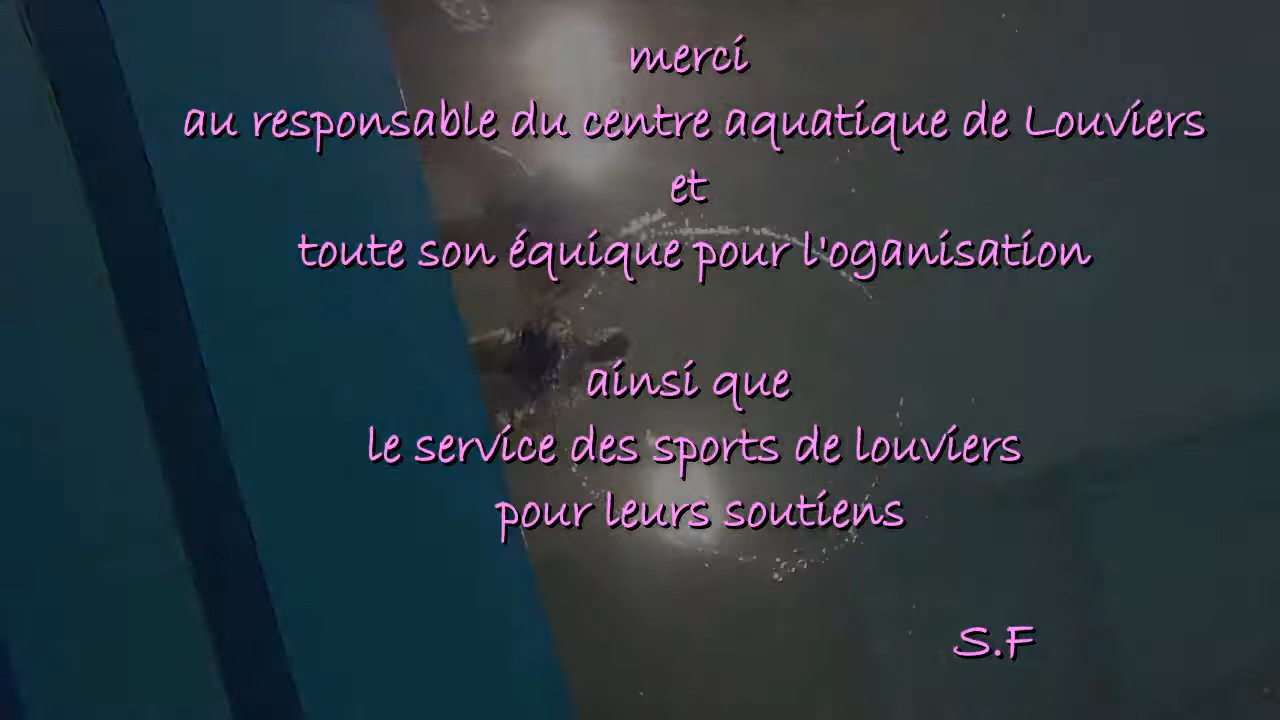 merci
au responsable du centre aquatique de Louviers
et
toute son équique pour l'oganisation
ainsi que
le service des sports de louviers
pour leurs soutiens
S.F